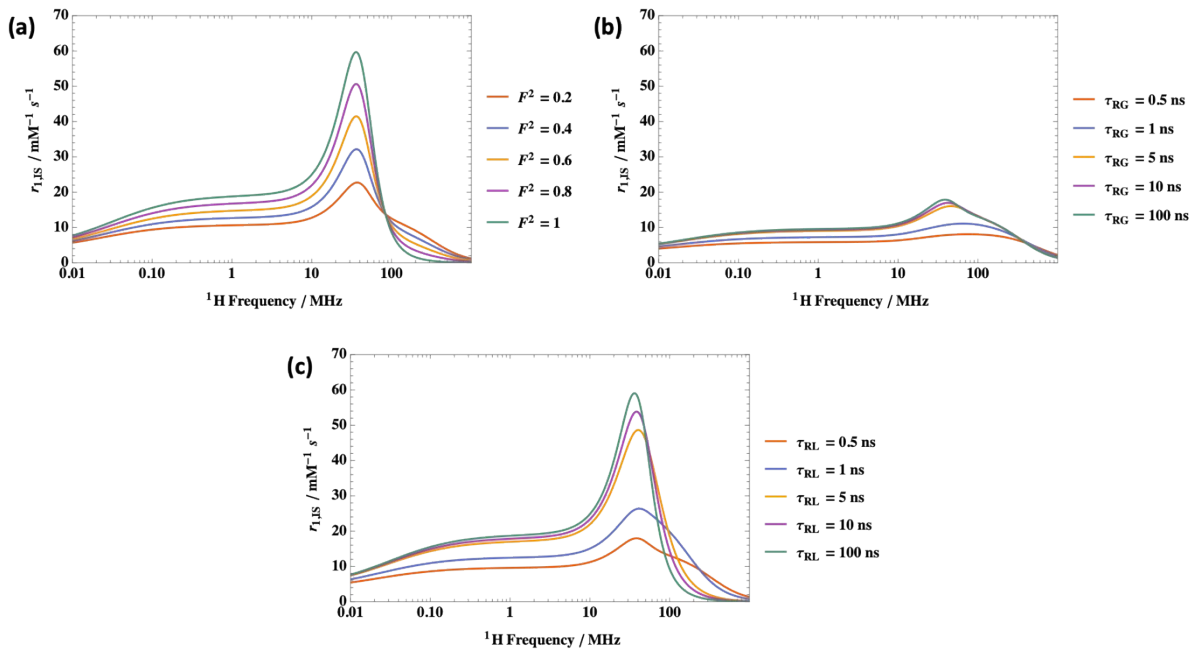 (a)
70
60
50
40
30
20
10
0
r1,IS / mM⁻¹ s⁻¹
0.01 0.10 1 10 100
¹H Frequency / MHz
F² = 0.2
F² = 0.4
F² = 0.6
F² = 0.8
F² = 1
(b)
70
60
50
40
30
20
10
0
r1,IS / mM⁻¹ s⁻¹
0.01 0.10 1 10 100
¹H Frequency / MHz
τRG = 0.5 ns
τRG = 1 ns
τRG = 5 ns
τRG = 10 ns
τRG = 100 ns
(c)
70
60
50
40
30
20
10
0
r1,IS / mM⁻¹ s⁻¹
0.01 0.10 1 10 100
¹H Frequency / MHz
τRL = 0.5 ns
τRL = 1 ns
τRL = 5 ns
τRL = 10 ns
τRL = 100 ns